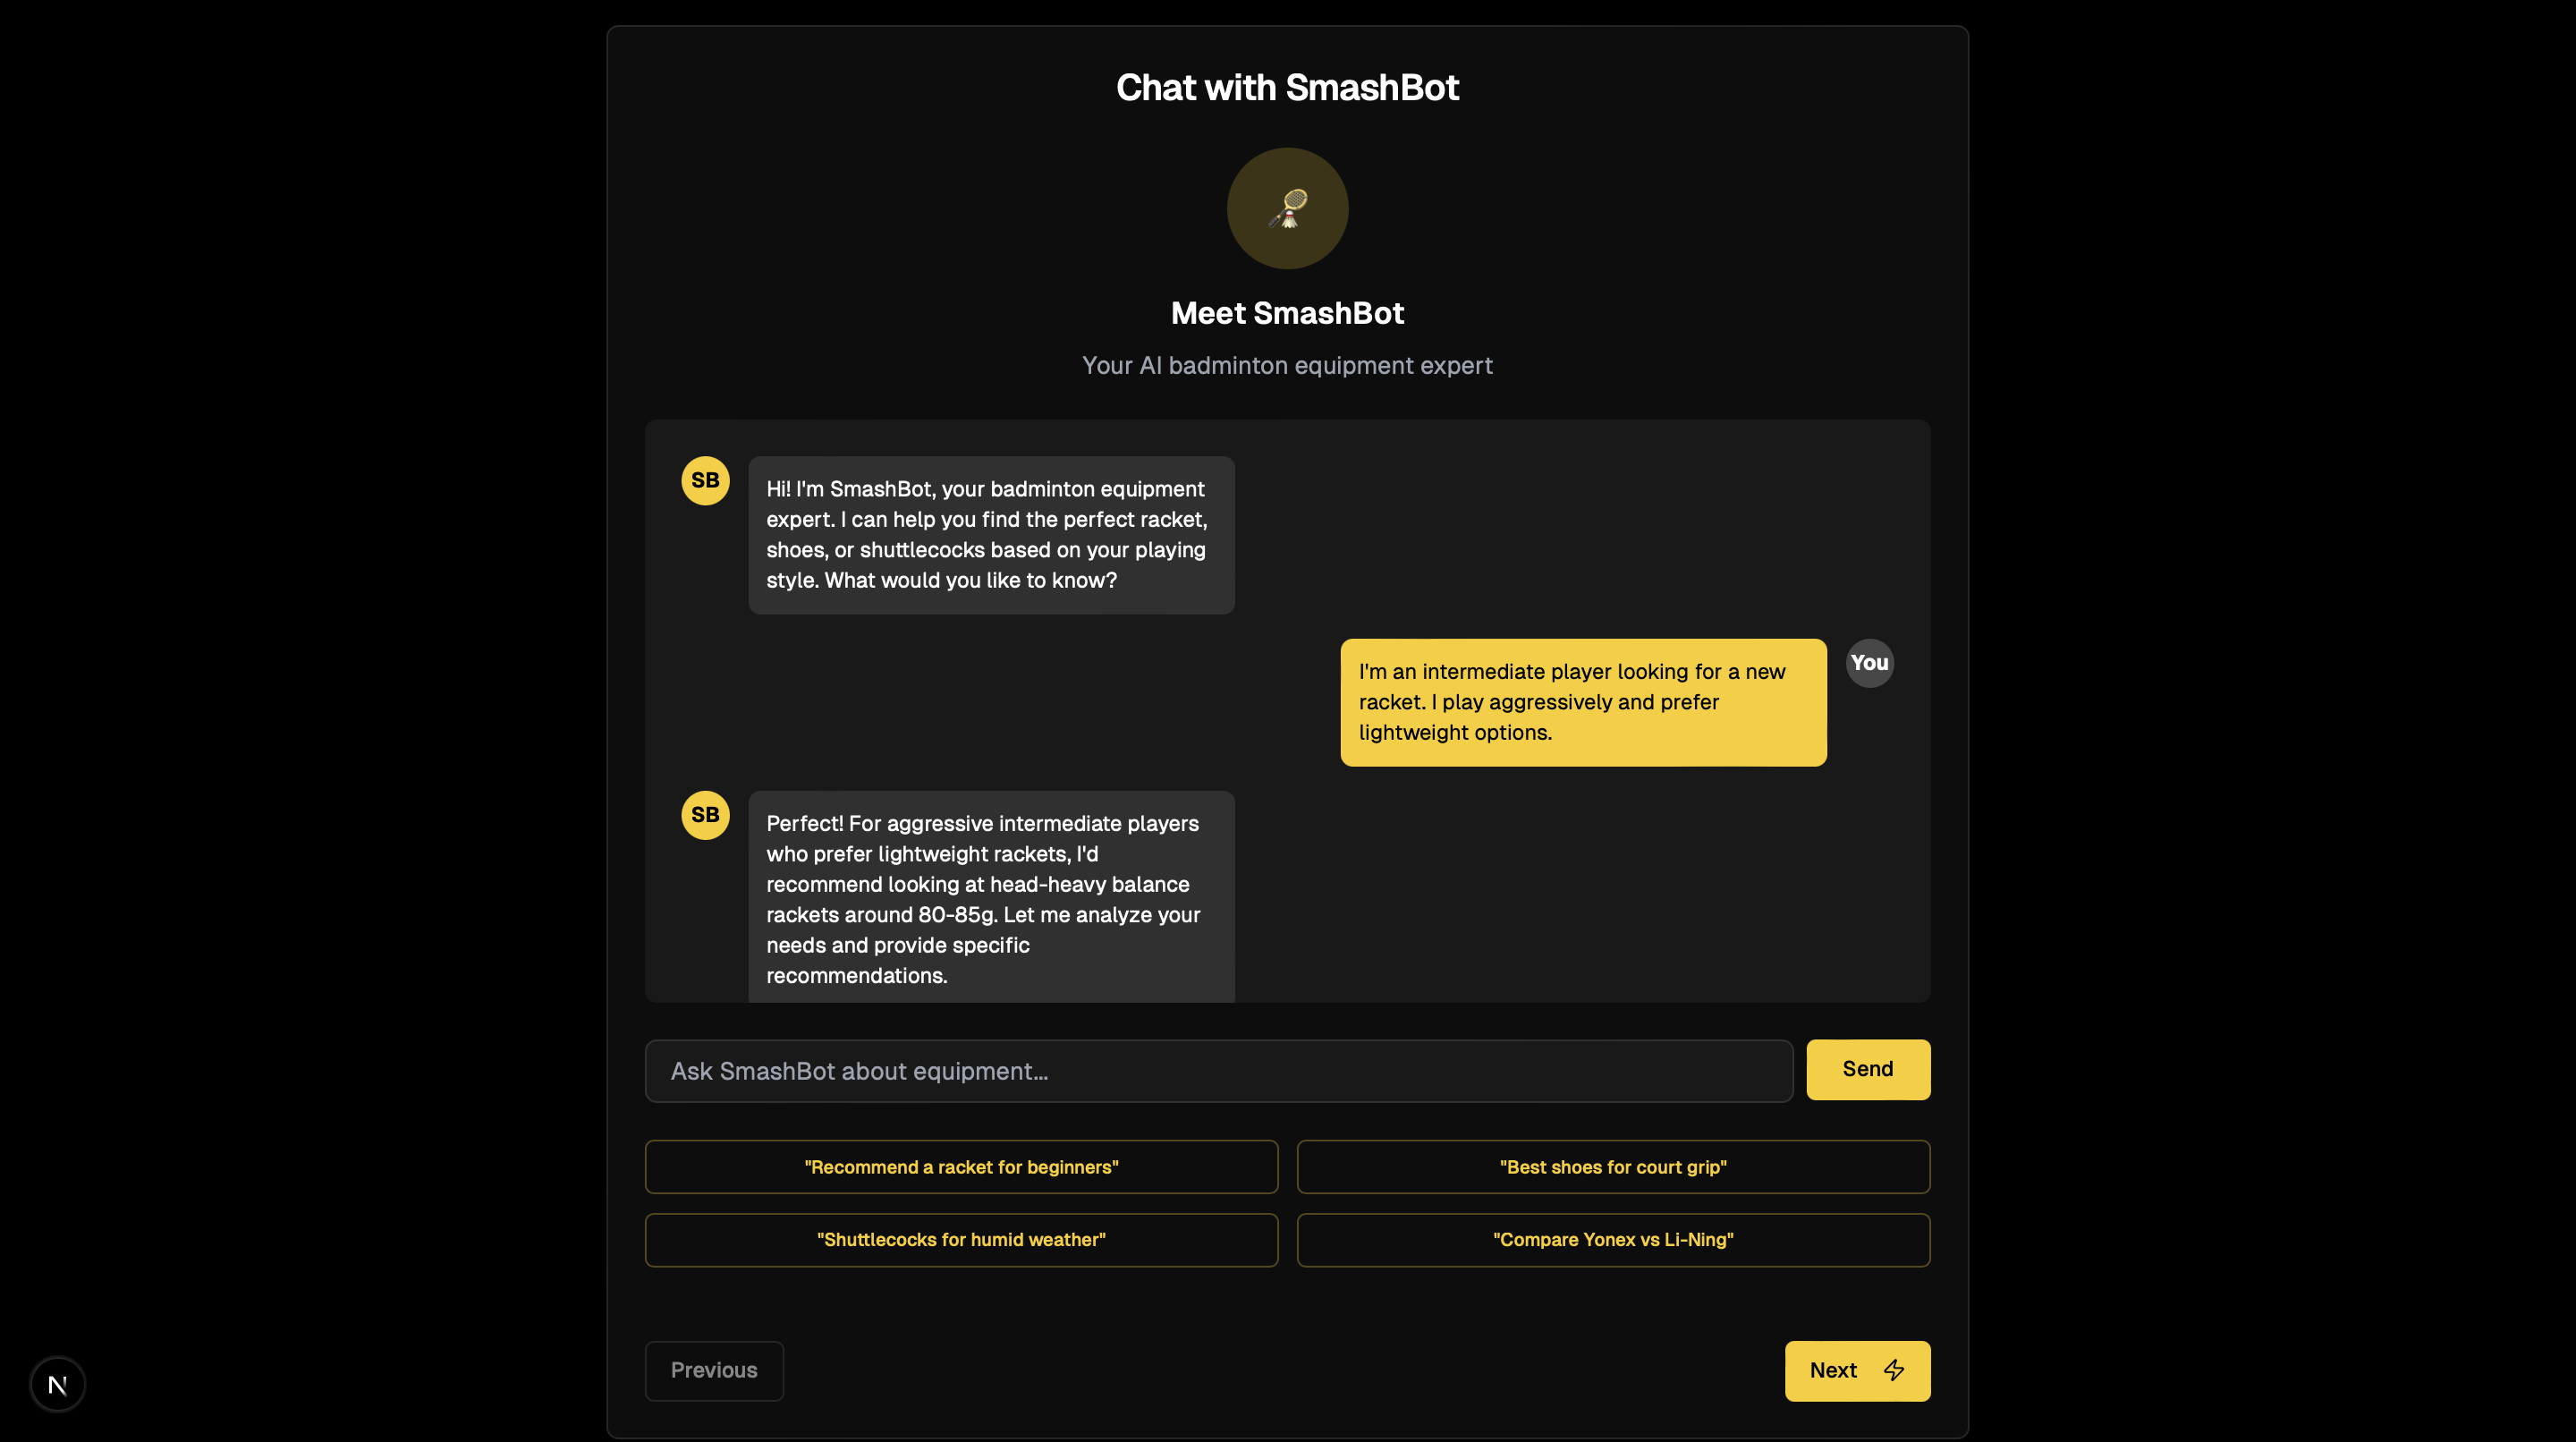 Chat with SmashBot
Meet SmashBot
Your AI badminton equipment expert
SB
Hi! I'm SmashBot, your badminton equipment
expert. I can help you find the perfect racket,
shoes, or shuttlecocks based on your playing
style. What would you like to know?
I'm an intermediate player looking for a new
racket. I play aggressively and prefer
lightweight options.
You
SB
Perfect! For aggressive intermediate players
who prefer lightweight rackets, I'd
recommend looking at head-heavy balance
rackets around 80-85g. Let me analyze your
needs and provide specific
recommendations.
Ask SmashBot about equipment...
Send
"Recommend a racket for beginners"
"Best shoes for court grip"
"Shuttlecocks for humid weather"
"Compare Yonex vs Li-Ning"
Previous
Next
N